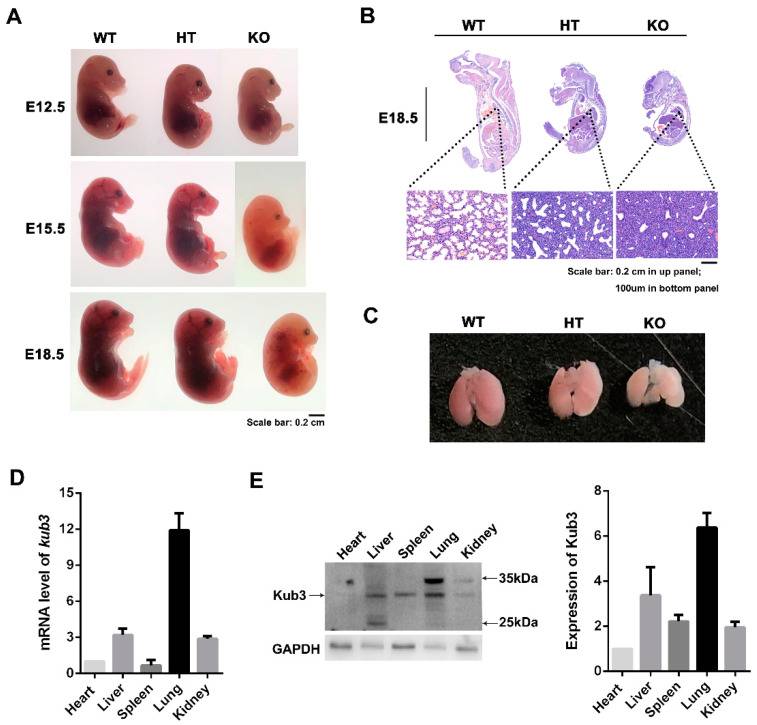 A
WT HT KO
E12.5
E15.5
E18.5
Scale bar: 0.2 cm
B
WT HT KO
E18.5
Scale bar: 0.2 cm in up panel;
100um in bottom panel
C
WT HT KO
D
mRNA level of kub3
15
12
9
6
3
0
Heart Liver Spleen Lung Kidney
E
Heart Liver Spleen Lung Kidney
Kub3
35kDa
25kDa
GAPDH
Expression of Kub3
8
6
4
2
0
Heart Liver Spleen Lung Kidney